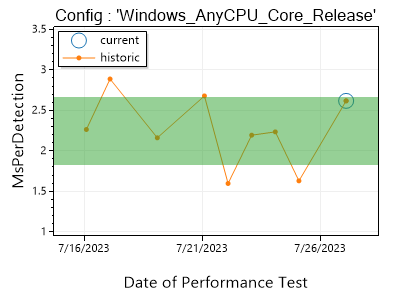 Config : 'Windows_AnyCPU_Core_Release'
current
historic
3.5
3
2.5
2
1.5
1
MsPerDetection
7/16/2023
7/21/2023
7/26/2023
Date of Performance Test